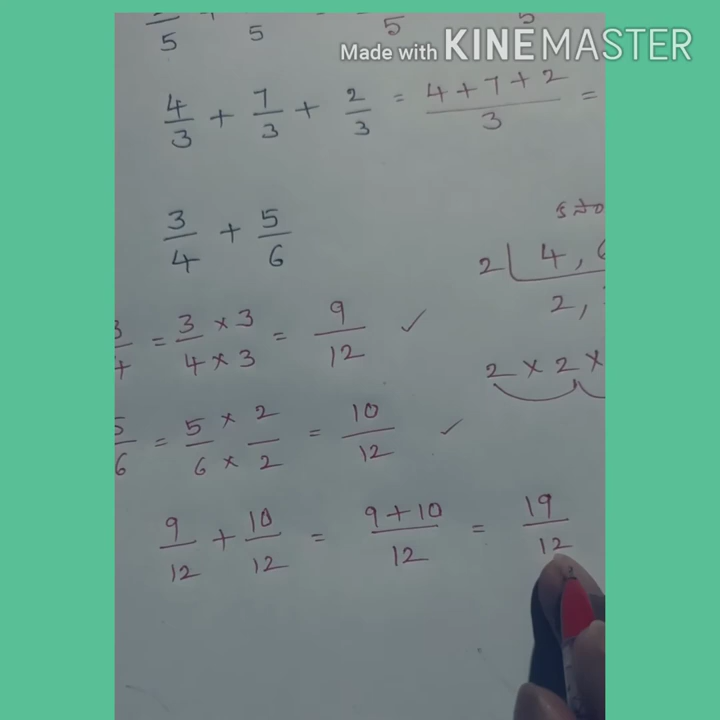 5 5 5 5
Made with KINEMASTER
4/3 + 7/3 + 2/3 = (4+7+2)/3 =
3/4 + 5/6
2 | 4, 6
2,
3/4 = (3 × 3)/(4 × 3) = 9/12 ✓
2 × 2 ×
5/6 = (5 × 2)/(6 × 2) = 10/12 ✓
9/12 + 10/12 = (9+10)/12 = 19/12